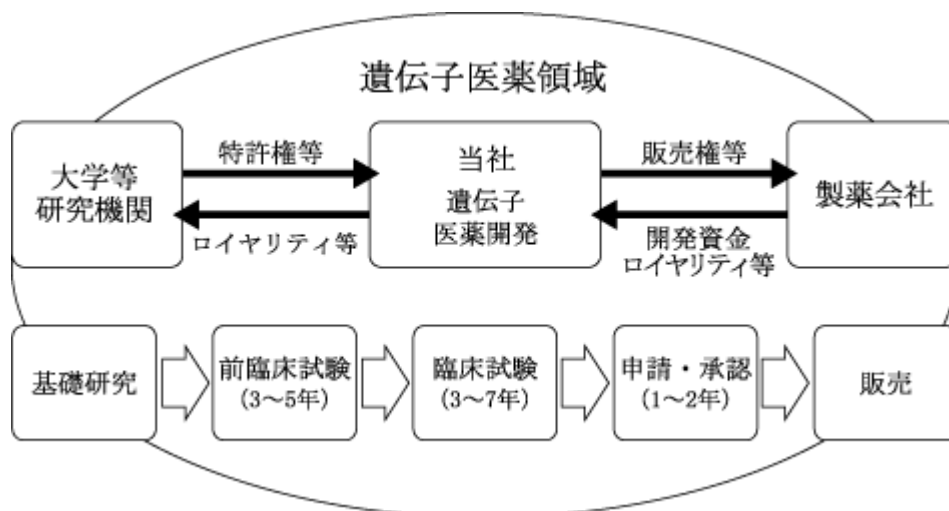 遺伝子医薬領域
大学等
研究機関
特許権等
ロイヤリティ等
当社
遺伝子
医薬開発
販売権等
開発資金
ロイヤリティ等
製薬会社
基礎研究
前臨床試験
(3〜5年)
臨床試験
(3〜7年)
申請・承認
(1〜2年)
販売